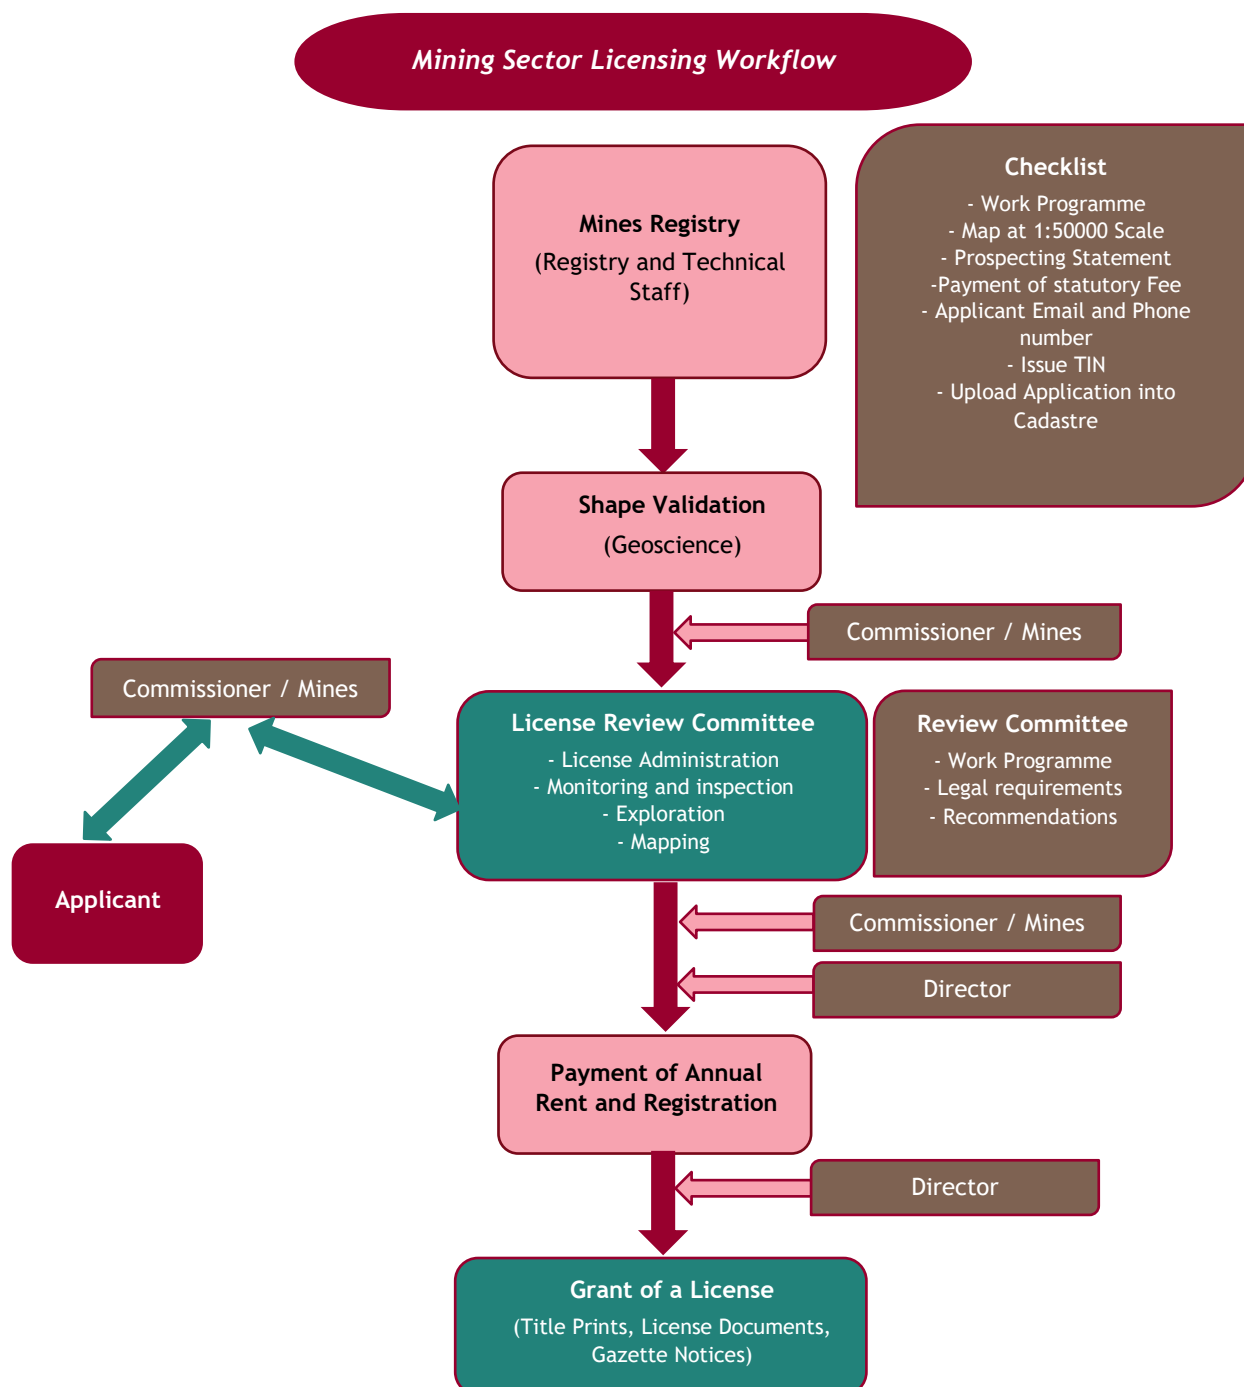 Mining Sector Licensing Workflow
Mines Registry
(Registry and Technical
Staff)
Checklist
- Work Programme
- Map at 1:50000 Scale
- Prospecting Statement
-Payment of statutory Fee
- Applicant Email and Phone
number
- Issue TIN
- Upload Application into
Cadastre
Shape Validation
(Geoscience)
Commissioner / Mines
Commissioner / Mines
License Review Committee
- License Administration
- Monitoring and inspection
- Exploration
- Mapping
Review Committee
- Work Programme
- Legal requirements
- Recommendations
Applicant
Commissioner / Mines
Director
Payment of Annual
Rent and Registration
Director
Grant of a License
(Title Prints, License Documents,
Gazette Notices)